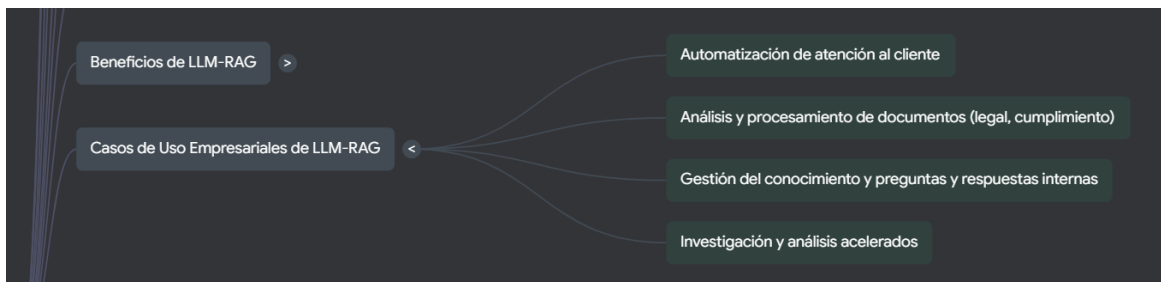 Beneficios de LLM-RAG
>
Casos de Uso Empresariales de LLM-RAG
<
Automatización de atención al cliente
Análisis y procesamiento de documentos (legal, cumplimiento)
Gestión del conocimiento y preguntas y respuestas internas
Investigación y análisis acelerados